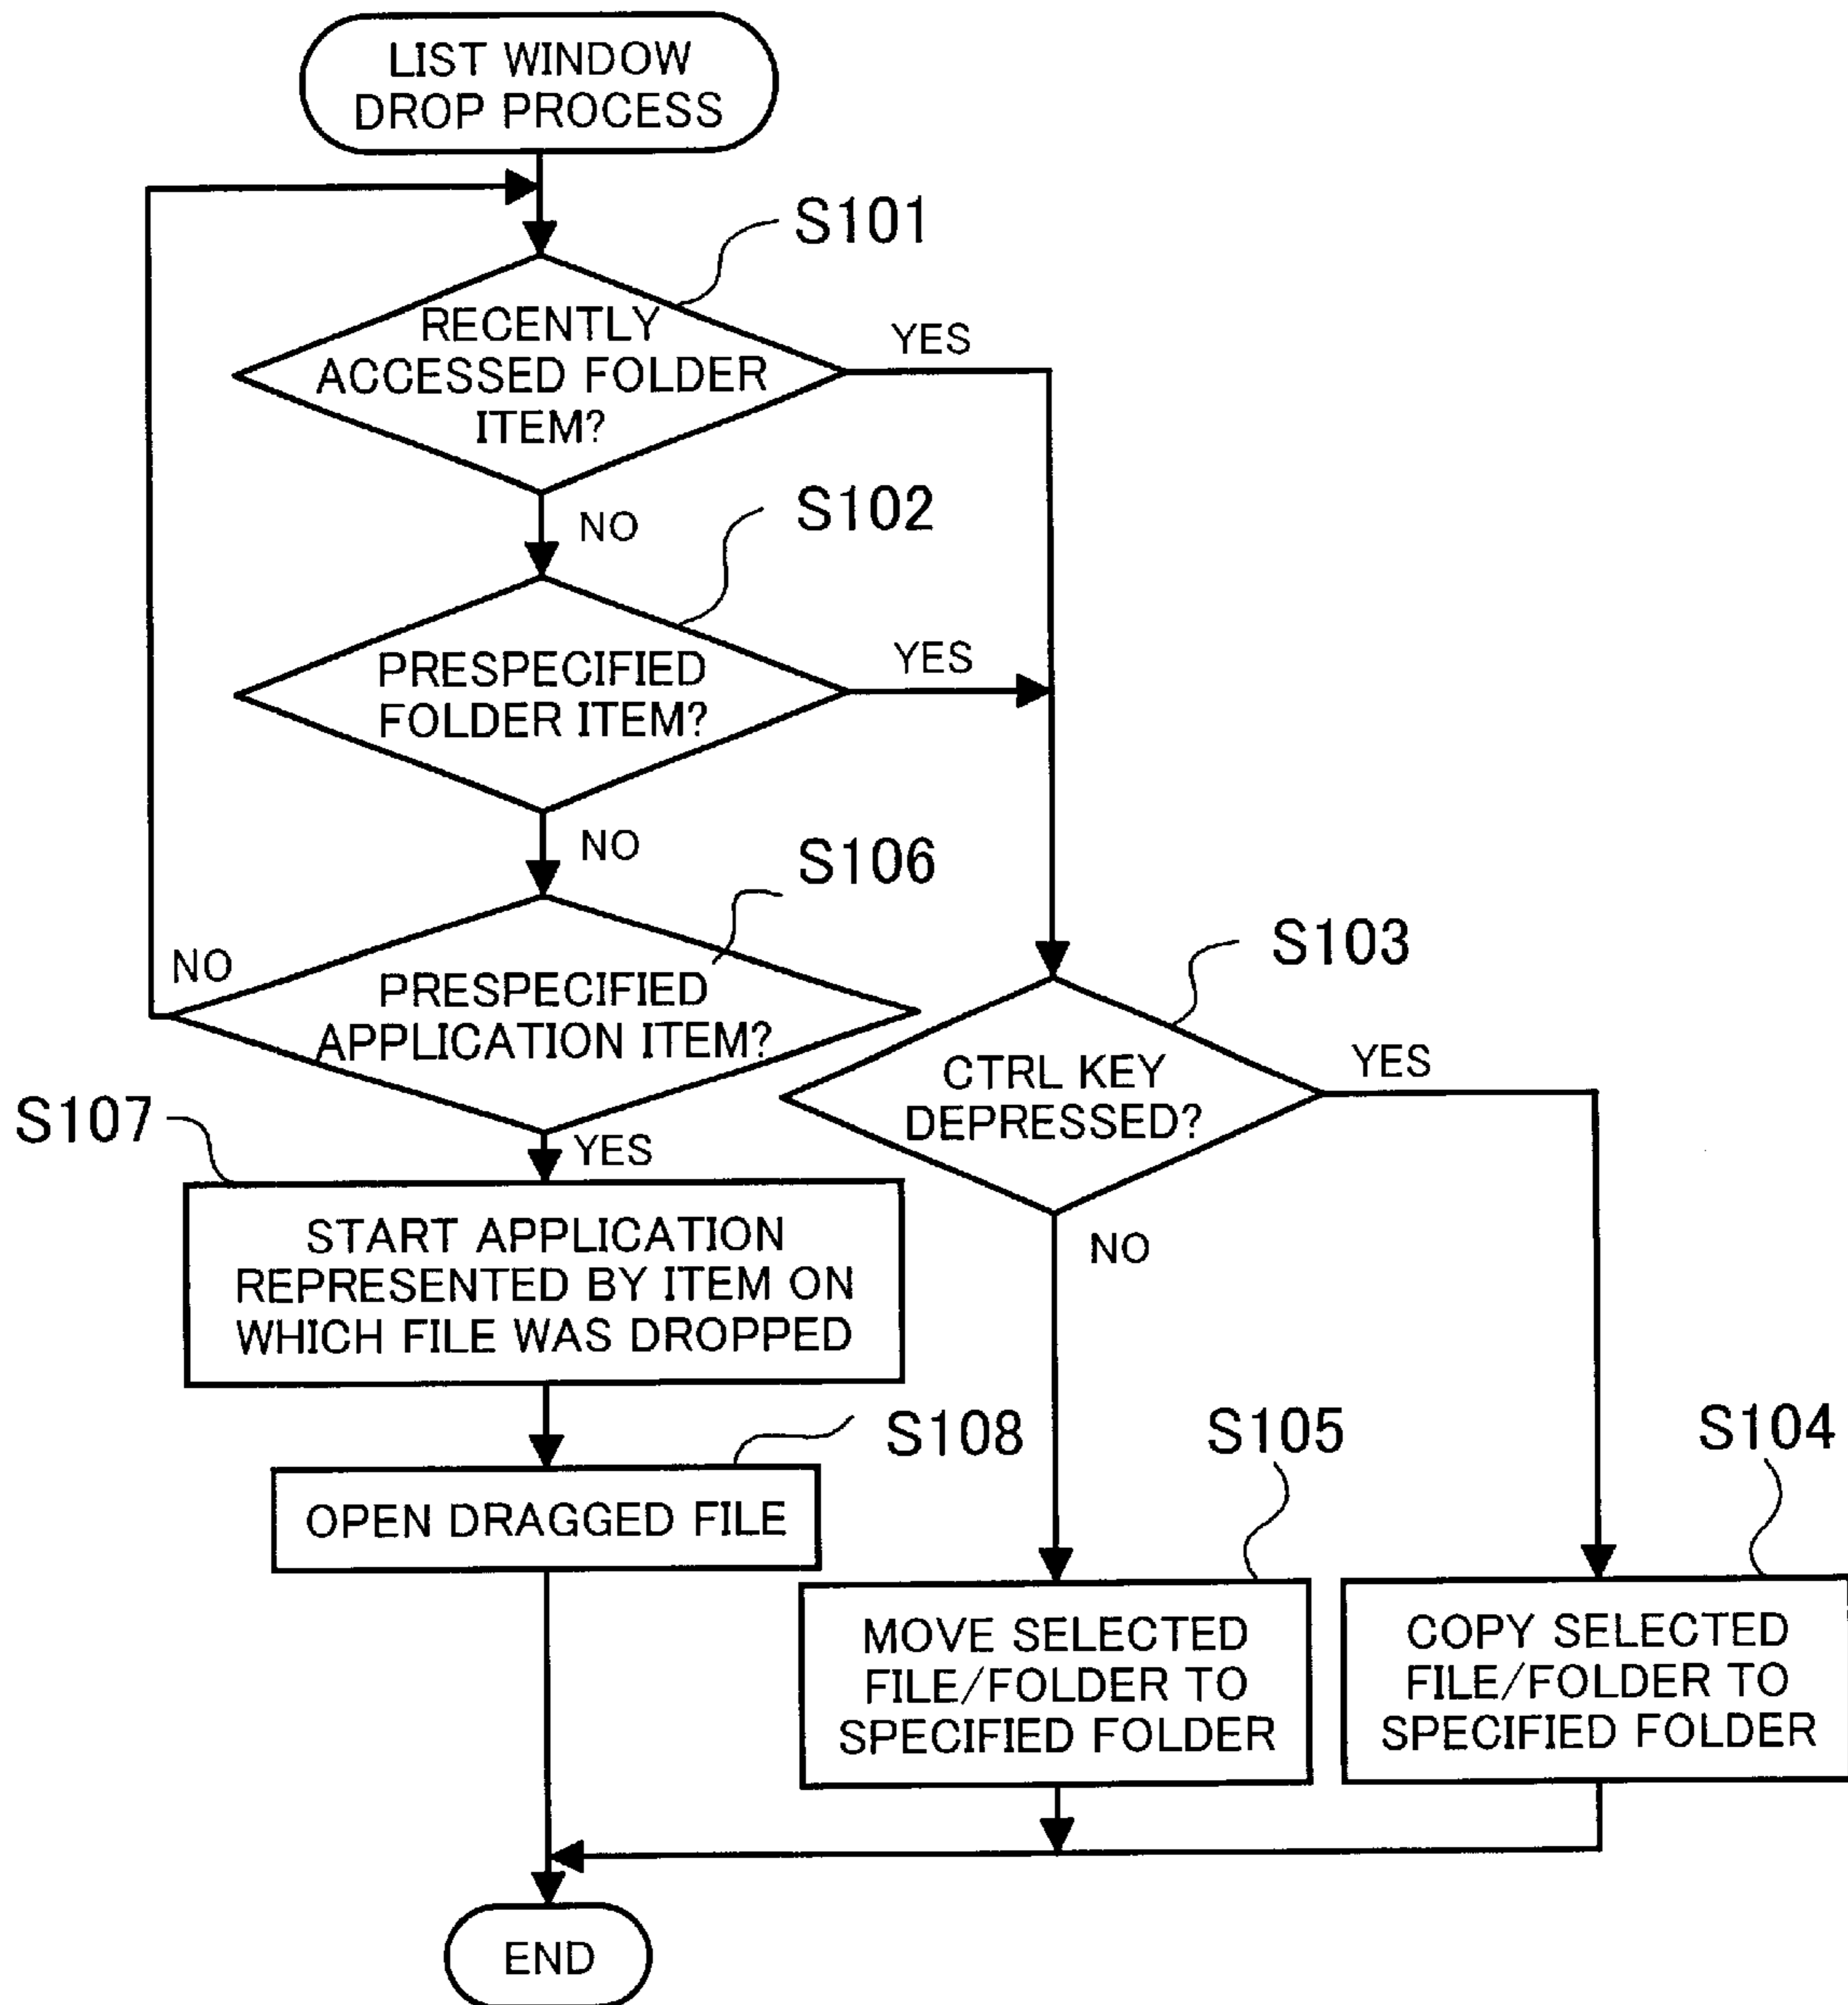 LIST WINDOW
DROP PROCESS
S101
RECENTLY
ACCESSED FOLDER
ITEM?
YES
NO
S102
PRESPECIFIED
FOLDER ITEM?
YES
NO
S106
PRESPECIFIED
APPLICATION ITEM?
NO
YES
S103
CTRL KEY
DEPRESSED?
YES
NO
S107
START APPLICATION
REPRESENTED BY ITEM ON
WHICH FILE WAS DROPPED
S108
OPEN DRAGGED FILE
S105
MOVE SELECTED
FILE/FOLDER TO
SPECIFIED FOLDER
S104
COPY SELECTED
FILE/FOLDER TO
SPECIFIED FOLDER
END